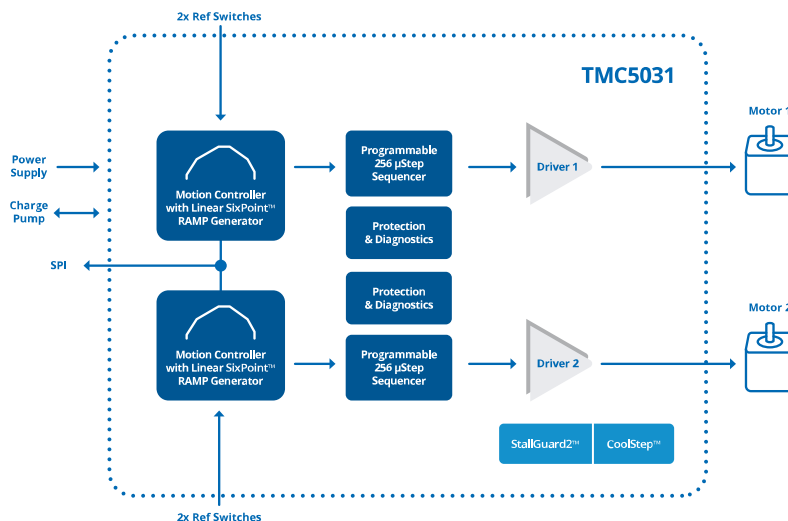 2x Ref Switches
TMC5031
Motor 1
Power
Supply
Charge
Pump
SPI
Motion Controller
with Linear SixPoint™
RAMP Generator
Programmable
256 µStep
Sequencer
Driver 1
Protection
& Diagnostics
Protection
& Diagnostics
Motor 2
Motion Controller
with Linear SixPoint™
RAMP Generator
Programmable
256 µStep
Sequencer
Driver 2
StallGuard2™
CoolStep™
2x Ref Switches